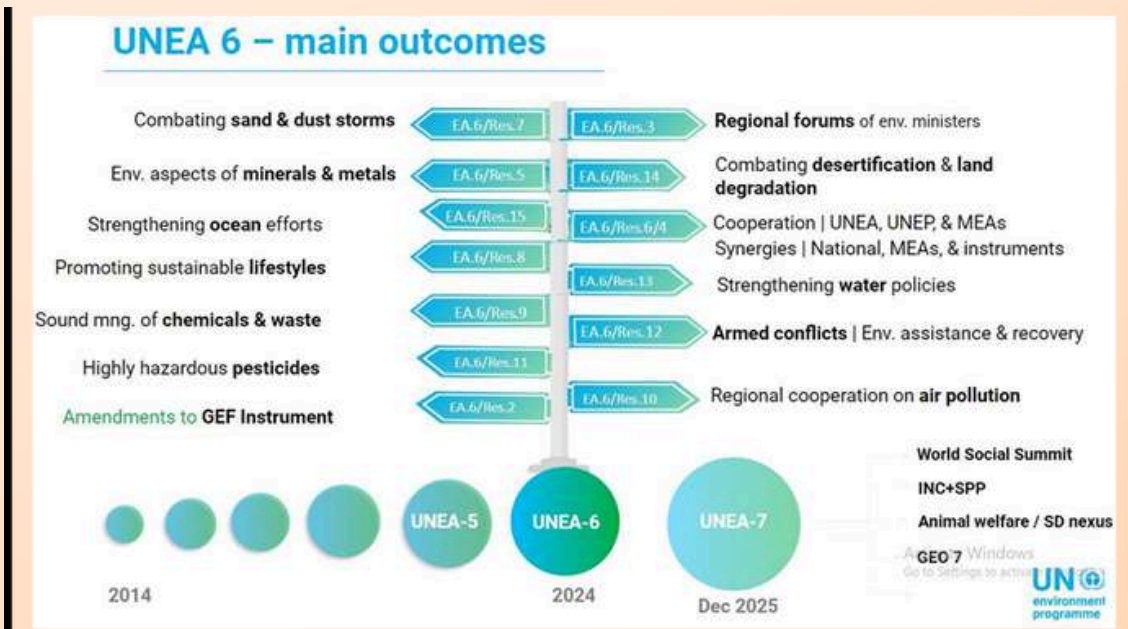 UNEA 6 – main outcomes
Combating sand & dust storms
EA.6/Res.7
EA.6/Res.3
Regional forums of env. ministers
Env. aspects of minerals & metals
EA.6/Res.5
EA.6/Res.14
Combating desertification & land
degradation
Strengthening ocean efforts
EA.6/Res.15
EA.6/Res.6/4
Cooperation | UNEA, UNEP, & MEAs
Synergies | National, MEAs, & instruments
Promoting sustainable lifestyles
EA.6/Res.8
EA.6/Res.13
Strengthening water policies
Sound mng. of chemicals & waste
EA.6/Res.9
EA.6/Res.12
Armed conflicts | Env. assistance & recovery
Highly hazardous pesticides
EA.6/Res.11
Amendments to GEF Instrument
EA.6/Res.2
EA.6/Res.10
Regional cooperation on air pollution
World Social Summit
INC+SPP
Animal welfare / SD nexus
GEO 7
UNEA-5
UNEA-6
UNEA-7
2014
2024
Dec 2025
Windows
Go to Settings to
UN
environment
programme